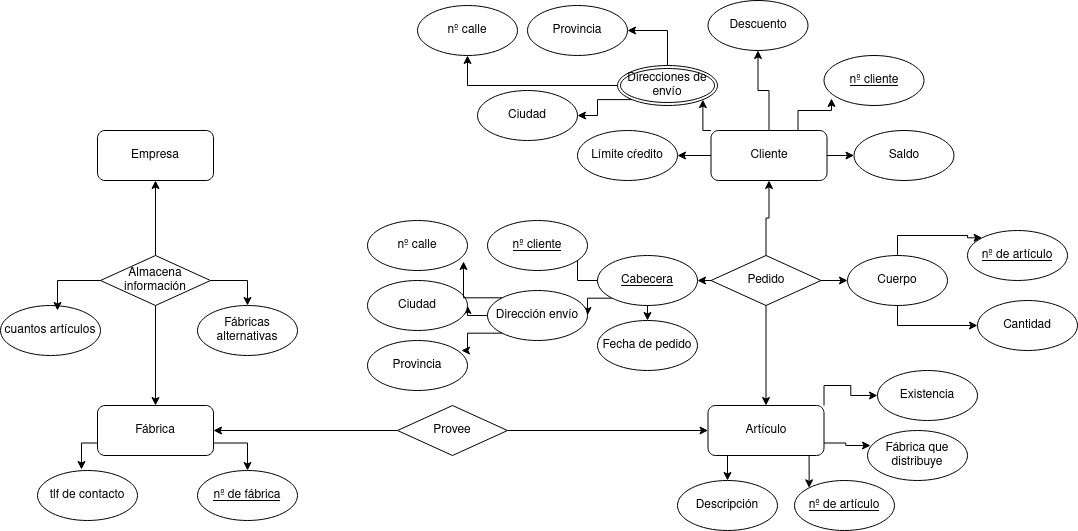 Descuento
nº calle
Provincia
Direcciones de
envío
nº cliente
Ciudad
Empresa
Límite cŕedito
Cliente
Saldo
nº calle
nº cliente
nº de artículo
Almacena
información
Cabecera
Pedido
Cuerpo
Ciudad
Dirección envío
cuantos artículos
Fábricas
alternativas
Fecha de pedido
Cantidad
Provincia
Existencia
Fábrica
Provee
Artículo
Fábrica que
distribuye
tlf de contacto
nº de fábrica
Descripción
nº de artículo